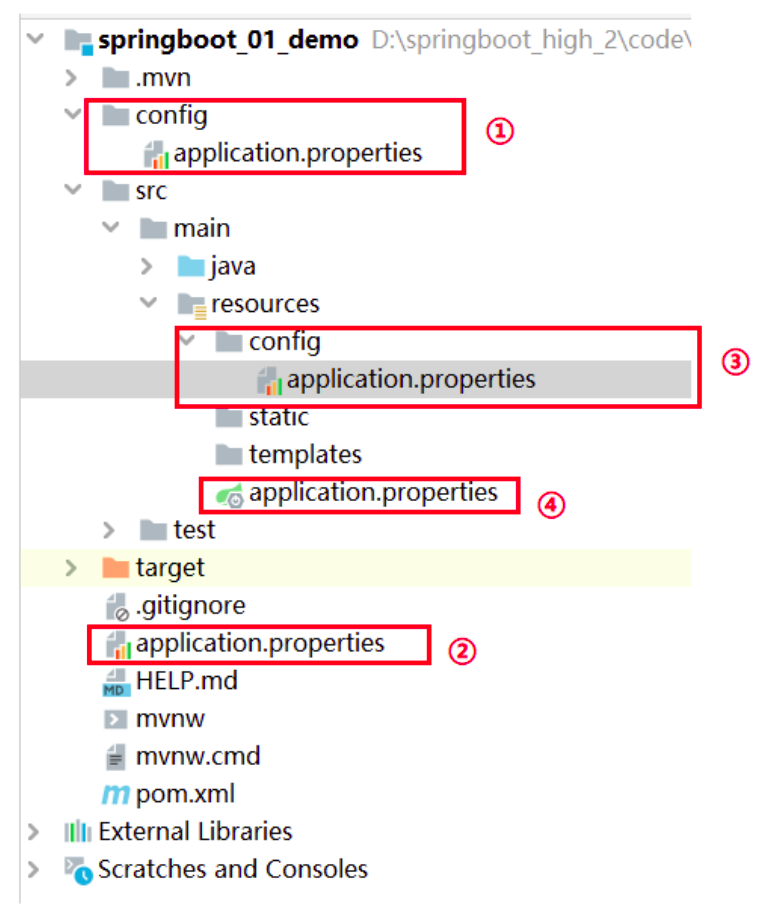 springboot_01_demo D:\springboot_high_2\code\
.mvn
config
application.properties
①
src
main
java
resources
config
application.properties
③
static
templates
application.properties
④
test
target
.gitignore
application.properties
②
MD HELP.md
mvnw
mvnw.cmd
m pom.xml
External Libraries
Scratches and Consoles